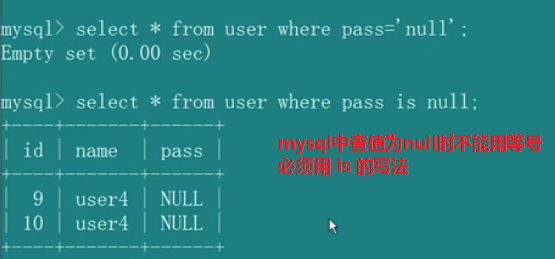 mysql> select * from user where pass='null';
Empty set (0.00 sec)
mysql> select * from user where pass is null;
+----+-------+------+
| id | name | pass |
+----+-------+------+
| 9 | user4 | NULL |
| 10 | user4 | NULL |
+----+-------+------+
mysql中查值为null时不能用等号
必须用 ls 的写法